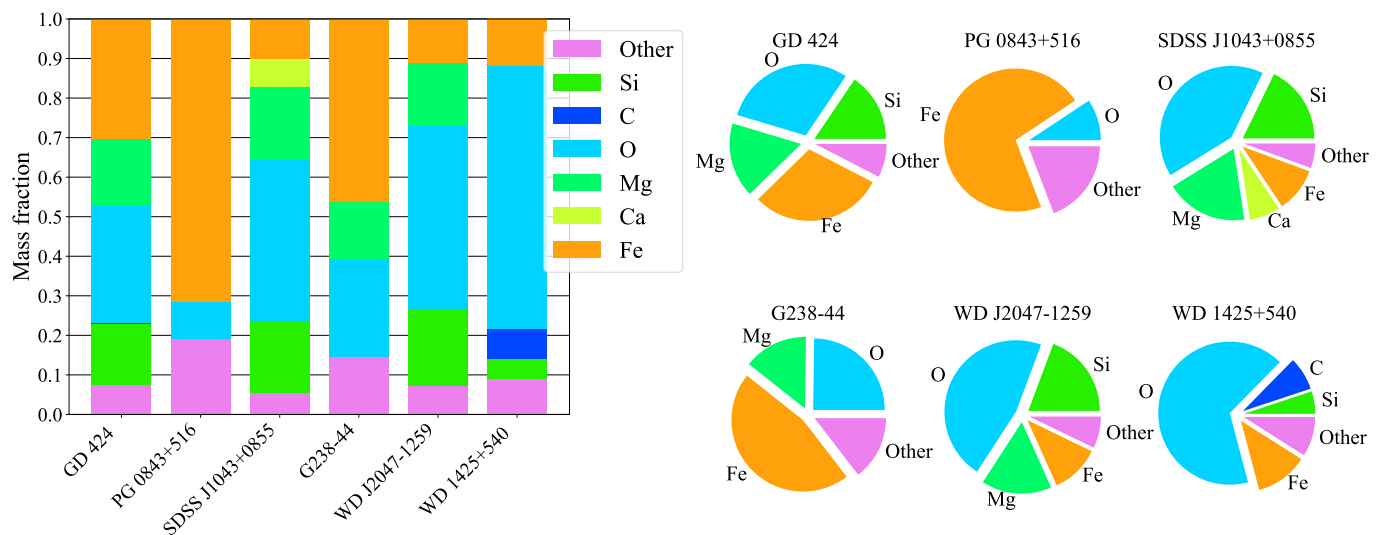 Mass fraction
1.0
0.9
0.8
0.7
0.6
0.5
0.4
0.3
0.2
0.1
0.0
GD 424
PG 0843+516
SDSS J1043+0855
G238-44
WD J2047-1259
WD 1425+540
Other
Si
C
O
Mg
Ca
Fe
GD 424
O
Si
Mg
Other
Fe
PG 0843+516
Fe
O
Other
SDSS J1043+0855
O
Si
Other
Fe
Mg
Ca
G238-44
Mg
O
Other
Fe
WD J2047-1259
O
Si
Other
Fe
Mg
WD 1425+540
O
C
Si
Other
Fe